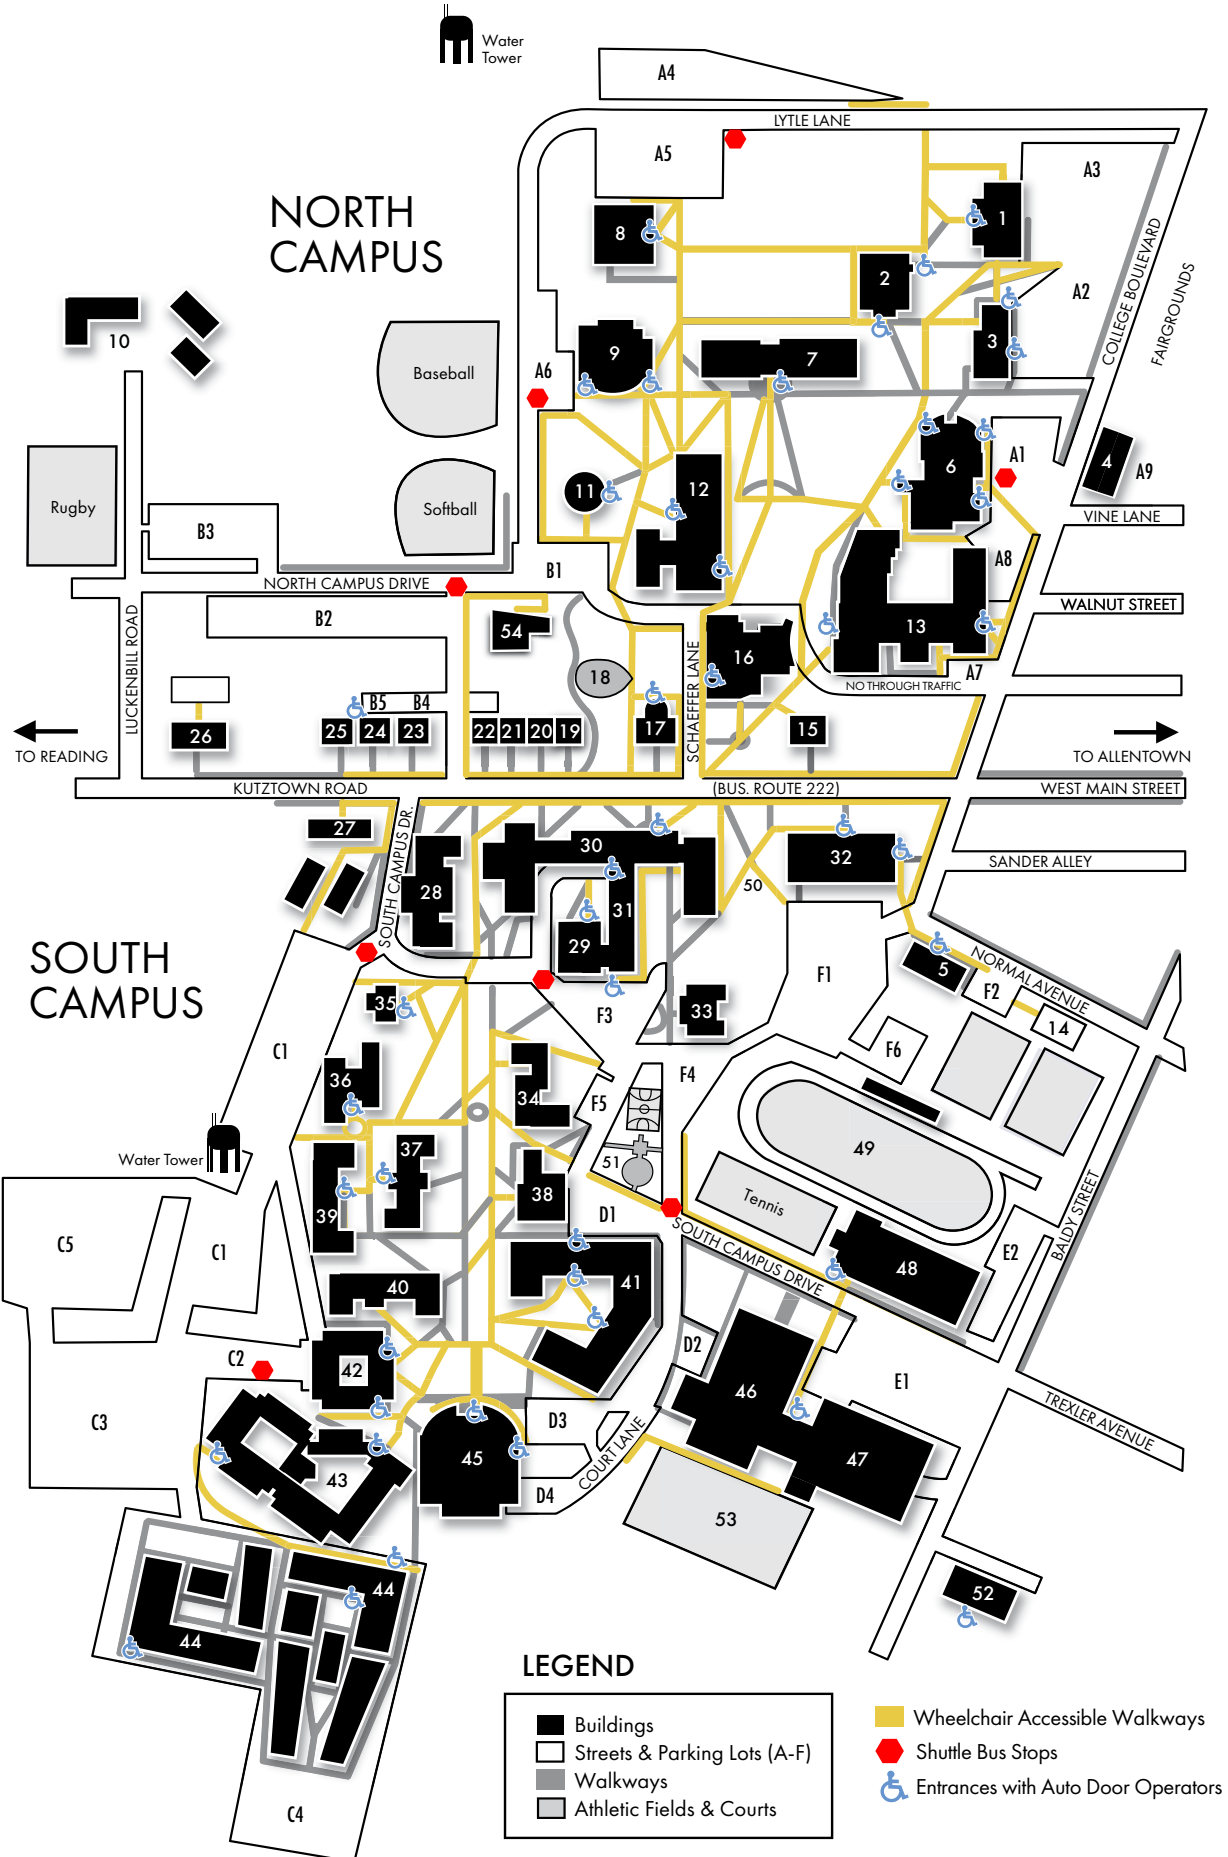 Water
Tower
A4
LYTLE LANE
A5
A3
NORTH
CAMPUS
1
8
COLLEGE BOULEVARD
FAIRGROUNDS
2
A2
10
3
9
7
Baseball
A6
6
A1
4
A9
11
12
Rugby
Softball
VINE LANE
B3
A8
B1
NORTH CAMPUS DRIVE
WALNUT STREET
B2
54
13
LUCKENBILL ROAD
16
SCHAEFFER LANE
18
A7
NO THROUGH TRAFFIC
B5
B4
26
25
24
23
22
21
20
19
17
15
TO READING
TO ALLENTOWN
KUTZTOWN ROAD
(BUS. ROUTE 222)
WEST MAIN STREET
27
SOUTH CAMPUS DR.
30
32
SANDER ALLEY
28
50
31
29
SOUTH
CAMPUS
5
NORMAL AVENUE
F1
F2
35
33
F3
14
C1
F6
36
F4
34
F5
37
49
Water Tower
51
38
Tennis
39
D1
SOUTH CAMPUS DRIVE
BALDY STREET
C5
C1
E2
48
40
41
D2
C2
42
46
E1
C3
D3
TREXLER AVENUE
COURT LANE
45
47
43
D4
53
44
52
44
LEGEND
Buildings
Streets & Parking Lots (A-F)
Walkways
Athletic Fields & Courts
Wheelchair Accessible Walkways
Shuttle Bus Stops
Entrances with Auto Door Operators
C4